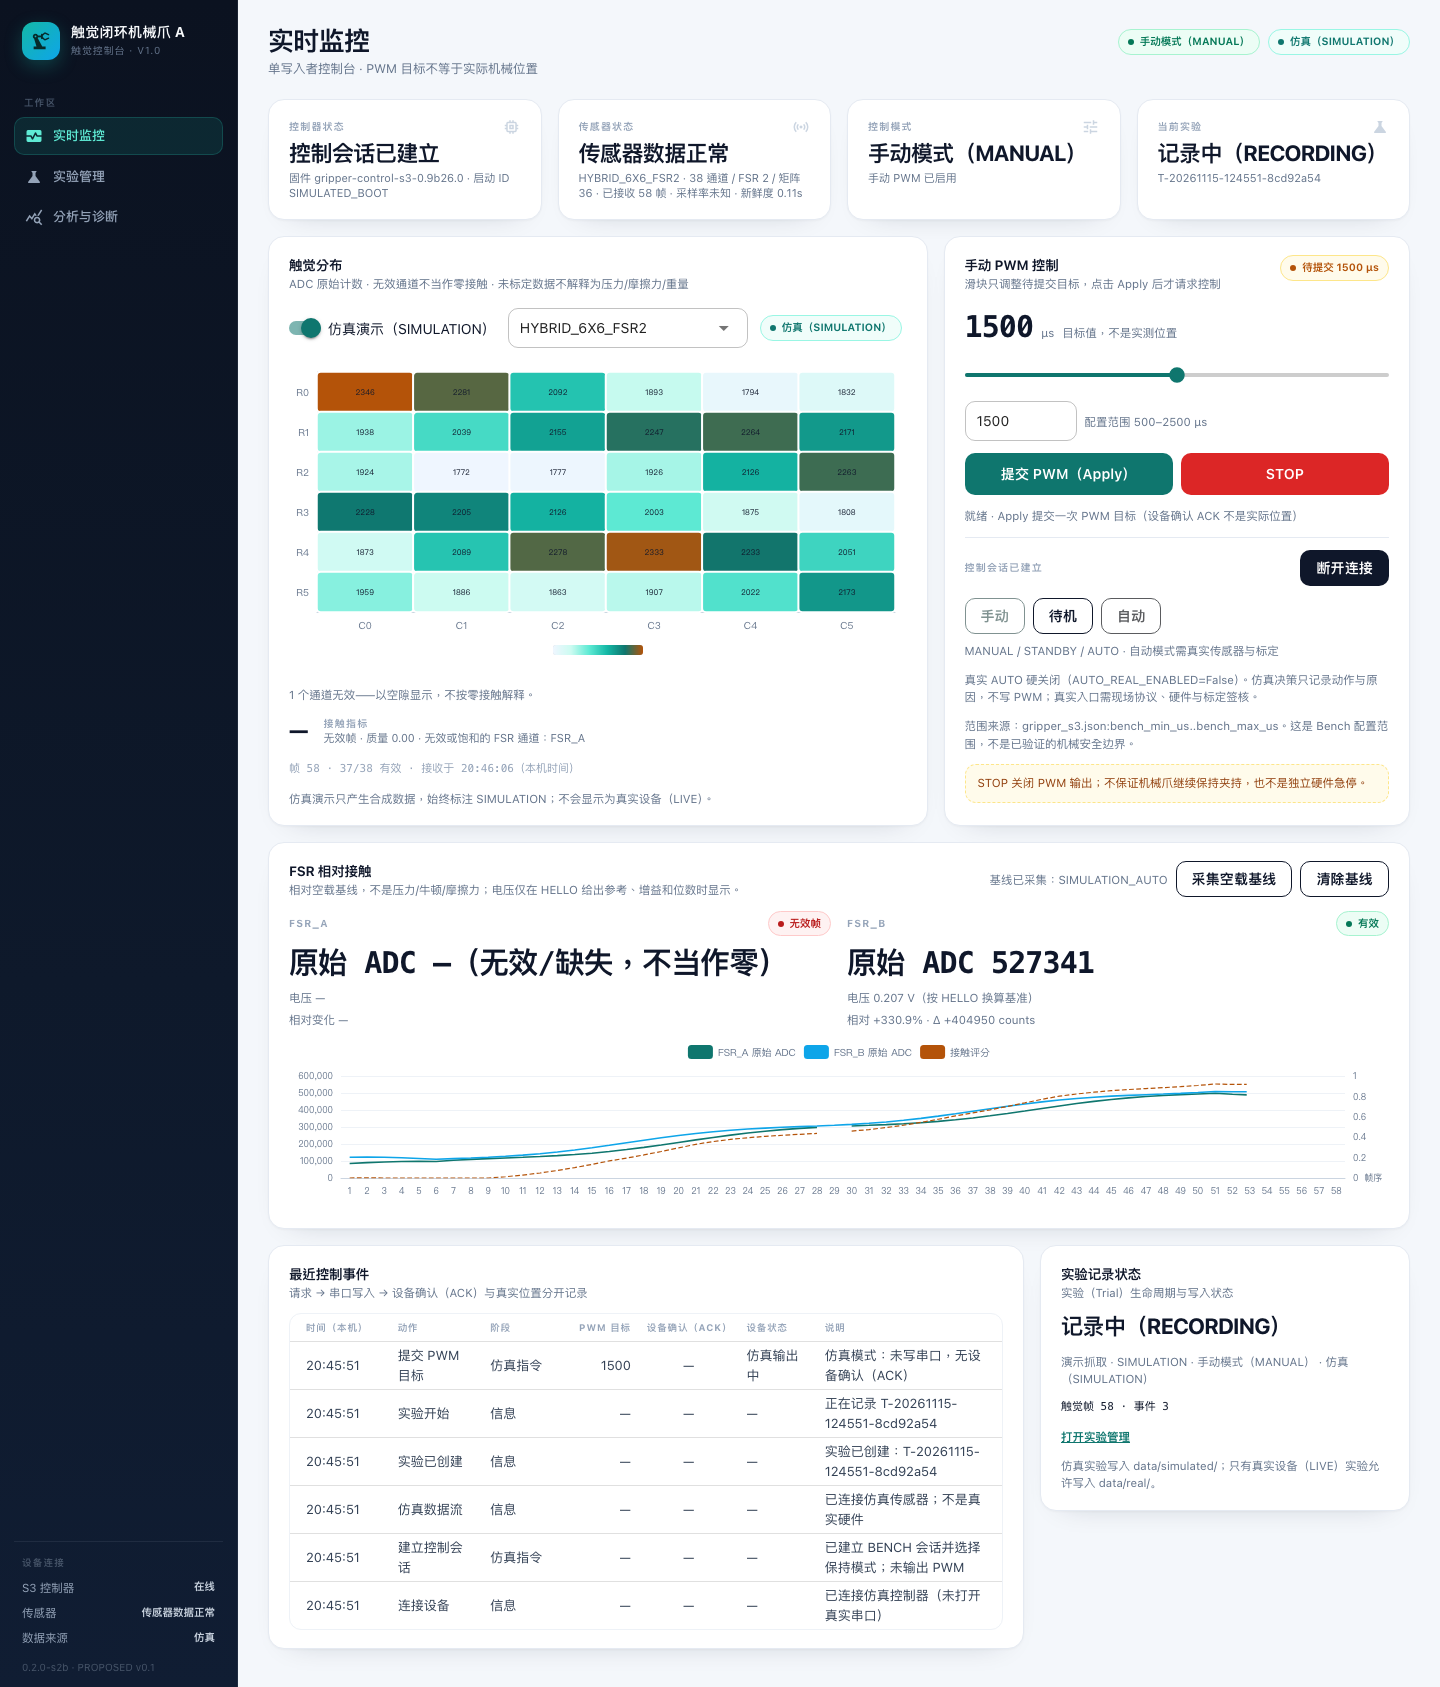 触觉闭环机械爪 A
触觉控制台 · V1.0
工作区
实时监控
实验管理
分析与诊断
设备连接
S3 控制器 在线
传感器 传感器数据正常
数据来源 仿真
0.2.0-s2b · PROPOSED v0.1
实时监控
单写入者控制台 · PWM 目标不等于实际机械位置
手动模式（MANUAL）
仿真（SIMULATION）
控制器状态
控制会话已建立
固件 gripper-control-s3-0.9b26.0 · 启动 ID
SIMULATED_BOOT
传感器状态
传感器数据正常
HYBRID_6X6_FSR2 · 38 通道 / FSR 2 / 矩阵
36 · 已接收 58 帧 · 采样率未知 · 新鲜度 0.11s
控制模式
手动模式（MANUAL）
手动 PWM 已启用
当前实验
记录中（RECORDING）
T-20261115-124551-8cd92a54
触觉分布
ADC 原始计数 · 无效通道不当作零接触 · 未标定数据不解释为压力/摩擦力/重量
仿真演示（SIMULATION）
HYBRID_6X6_FSR2
仿真（SIMULATION）
R0 2346 2281 2092 1893 1794 1832
R1 1938 2039 2155 2247 2264 2171
R2 1924 1772 1777 1926 2126 2263
R3 2228 2205 2126 2003 1875 1808
R4 1873 2089 2278 2333 2233 2051
R5 1959 1886 1863 1907 2022 2173
C0 C1 C2 C3 C4 C5
1 个通道无效——以空隙显示，不按零接触解释。
—
接触指标
无效帧 · 质量 0.00 · 无效或饱和的 FSR 通道：FSR_A
帧 58 · 37/38 有效 · 接收于 20:46:06（本机时间）
仿真演示只产生合成数据，始终标注 SIMULATION；不会显示为真实设备（LIVE）。
手动 PWM 控制
滑块只调整待提交目标，点击 Apply 后才请求控制
待提交 1500 µs
1500 µs 目标值，不是实测位置
1500
配置范围 500–2500 µs
提交 PWM（Apply）
STOP
就绪 · Apply 提交一次 PWM 目标（设备确认 ACK 不是实际位置）
控制会话已建立
断开连接
手动
待机
自动
MANUAL / STANDBY / AUTO · 自动模式需真实传感器与标定
真实 AUTO 硬关闭（AUTO_REAL_ENABLED=False）。仿真决策只记录动作与原
因，不写 PWM；真实入口需现场协议、硬件与标定签核。
范围来源：gripper_s3.json:bench_min_us..bench_max_us。这是 Bench 配置范
围，不是已验证的机械安全边界。
STOP 关闭 PWM 输出；不保证机械爪继续保持夹持，也不是独立硬件急停。
FSR 相对接触
相对空载基线，不是压力/牛顿/摩擦力；电压仅在 HELLO 给出参考、增益和位数时显示。
基线已采集：SIMULATION_AUTO
采集空载基线
清除基线
FSR_A
无效帧
原始 ADC —（无效/缺失，不当作零）
电压 —
相对变化 —
FSR_B
有效
原始 ADC 527341
电压 0.207 V（按 HELLO 换算基准）
相对 +330.9% · Δ +404950 counts
FSR_A 原始 ADC
FSR_B 原始 ADC
接触评分
600,000
500,000
400,000
300,000
200,000
100,000
0
1
0.8
0.6
0.4
0.2
0 帧序
1 2 3 4 5 6 7 8 9 10 11 12 13 14 15 16 17 18 19 20 21 22 23 24 25 26 27 28 29 30 31 32 33 34 35 36 37 38 39 40 41 42 43 44 45 46 47 48 49 50 51 52 53 54 55 56 57 58
最近控制事件
请求 → 串口写入 → 设备确认（ACK）与真实位置分开记录
时间（本机） 动作 阶段 PWM 目标 设备确认（ACK） 设备状态 说明
20:45:51 提交 PWM 目标 仿真指令 1500 — 仿真输出中 仿真模式：未写串口，无设备确认（ACK）
20:45:51 实验开始 信息 — — — 正在记录 T-20261115-124551-8cd92a54
20:45:51 实验已创建 信息 — — — 实验已创建：T-20261115-124551-8cd92a54
20:45:51 仿真数据流 信息 — — — 已连接仿真传感器；不是真实硬件
20:45:51 建立控制会话 仿真指令 — — — 已建立 BENCH 会话并选择保持模式；未输出 PWM
20:45:51 连接设备 信息 — — — 已连接仿真控制器（未打开真实串口）
实验记录状态
实验（Trial）生命周期与写入状态
记录中（RECORDING）
演示抓取 · SIMULATION · 手动模式（MANUAL） · 仿真
（SIMULATION）
触觉帧 58 · 事件 3
打开实验管理
仿真实验写入 data/simulated/；只有真实设备（LIVE）实验允
许写入 data/real/。